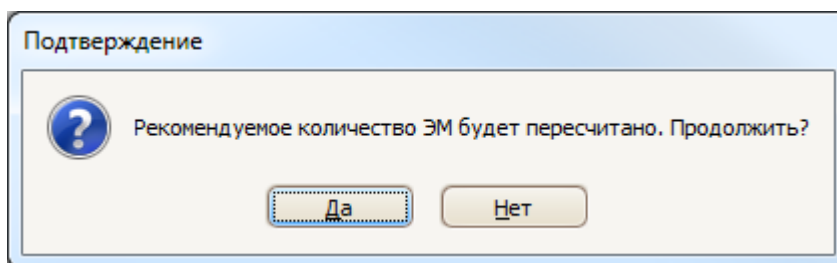 Подтверждение
Рекомендуемое количество ЭМ будет пересчитано. Продолжить?
Да
Нет